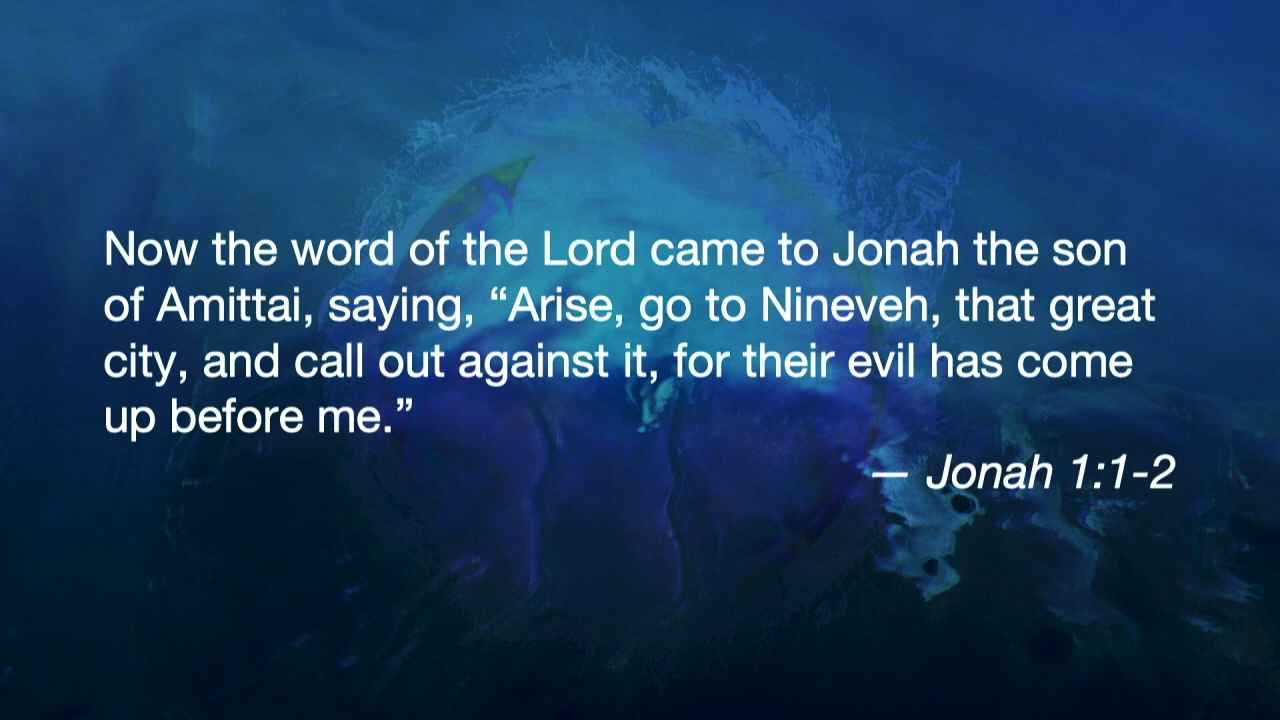 Now the word of the Lord came to Jonah the son
of Amittai, saying, “Arise, go to Nineveh, that great
city, and call out against it, for their evil has come
up before me.”
— Jonah 1:1-2